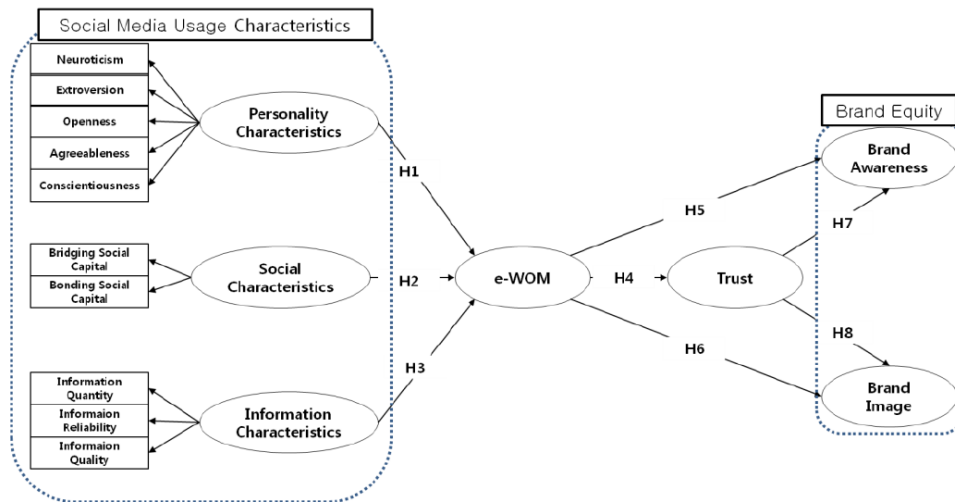 Social Media Usage Characteristics
Neuroticism
Extroversion
Openness
Agreeableness
Conscientiousness
Personality
Characteristics
H1
Bridging Social
Capital
Bonding Social
Capital
Social
Characteristics
H2
Information
Quantity
Informaion
Reliability
Informaion
Quality
Information
Characteristics
H3
e-WOM
H4
Trust
H5
H6
H7
H8
Brand Equity
Brand
Awareness
Brand
Image